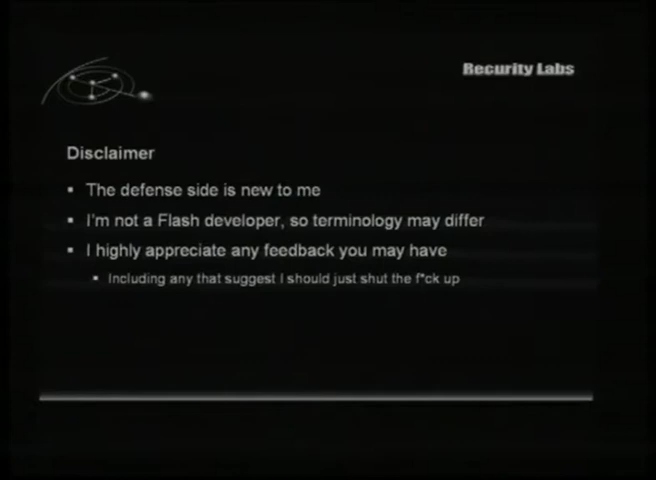 Recurity Labs
Disclaimer
▪ The defense side is new to me
▪ I'm not a Flash developer, so terminology may differ
▪ I highly appreciate any feedback you may have
▪ Including any that suggest I should just shut the f*ck up